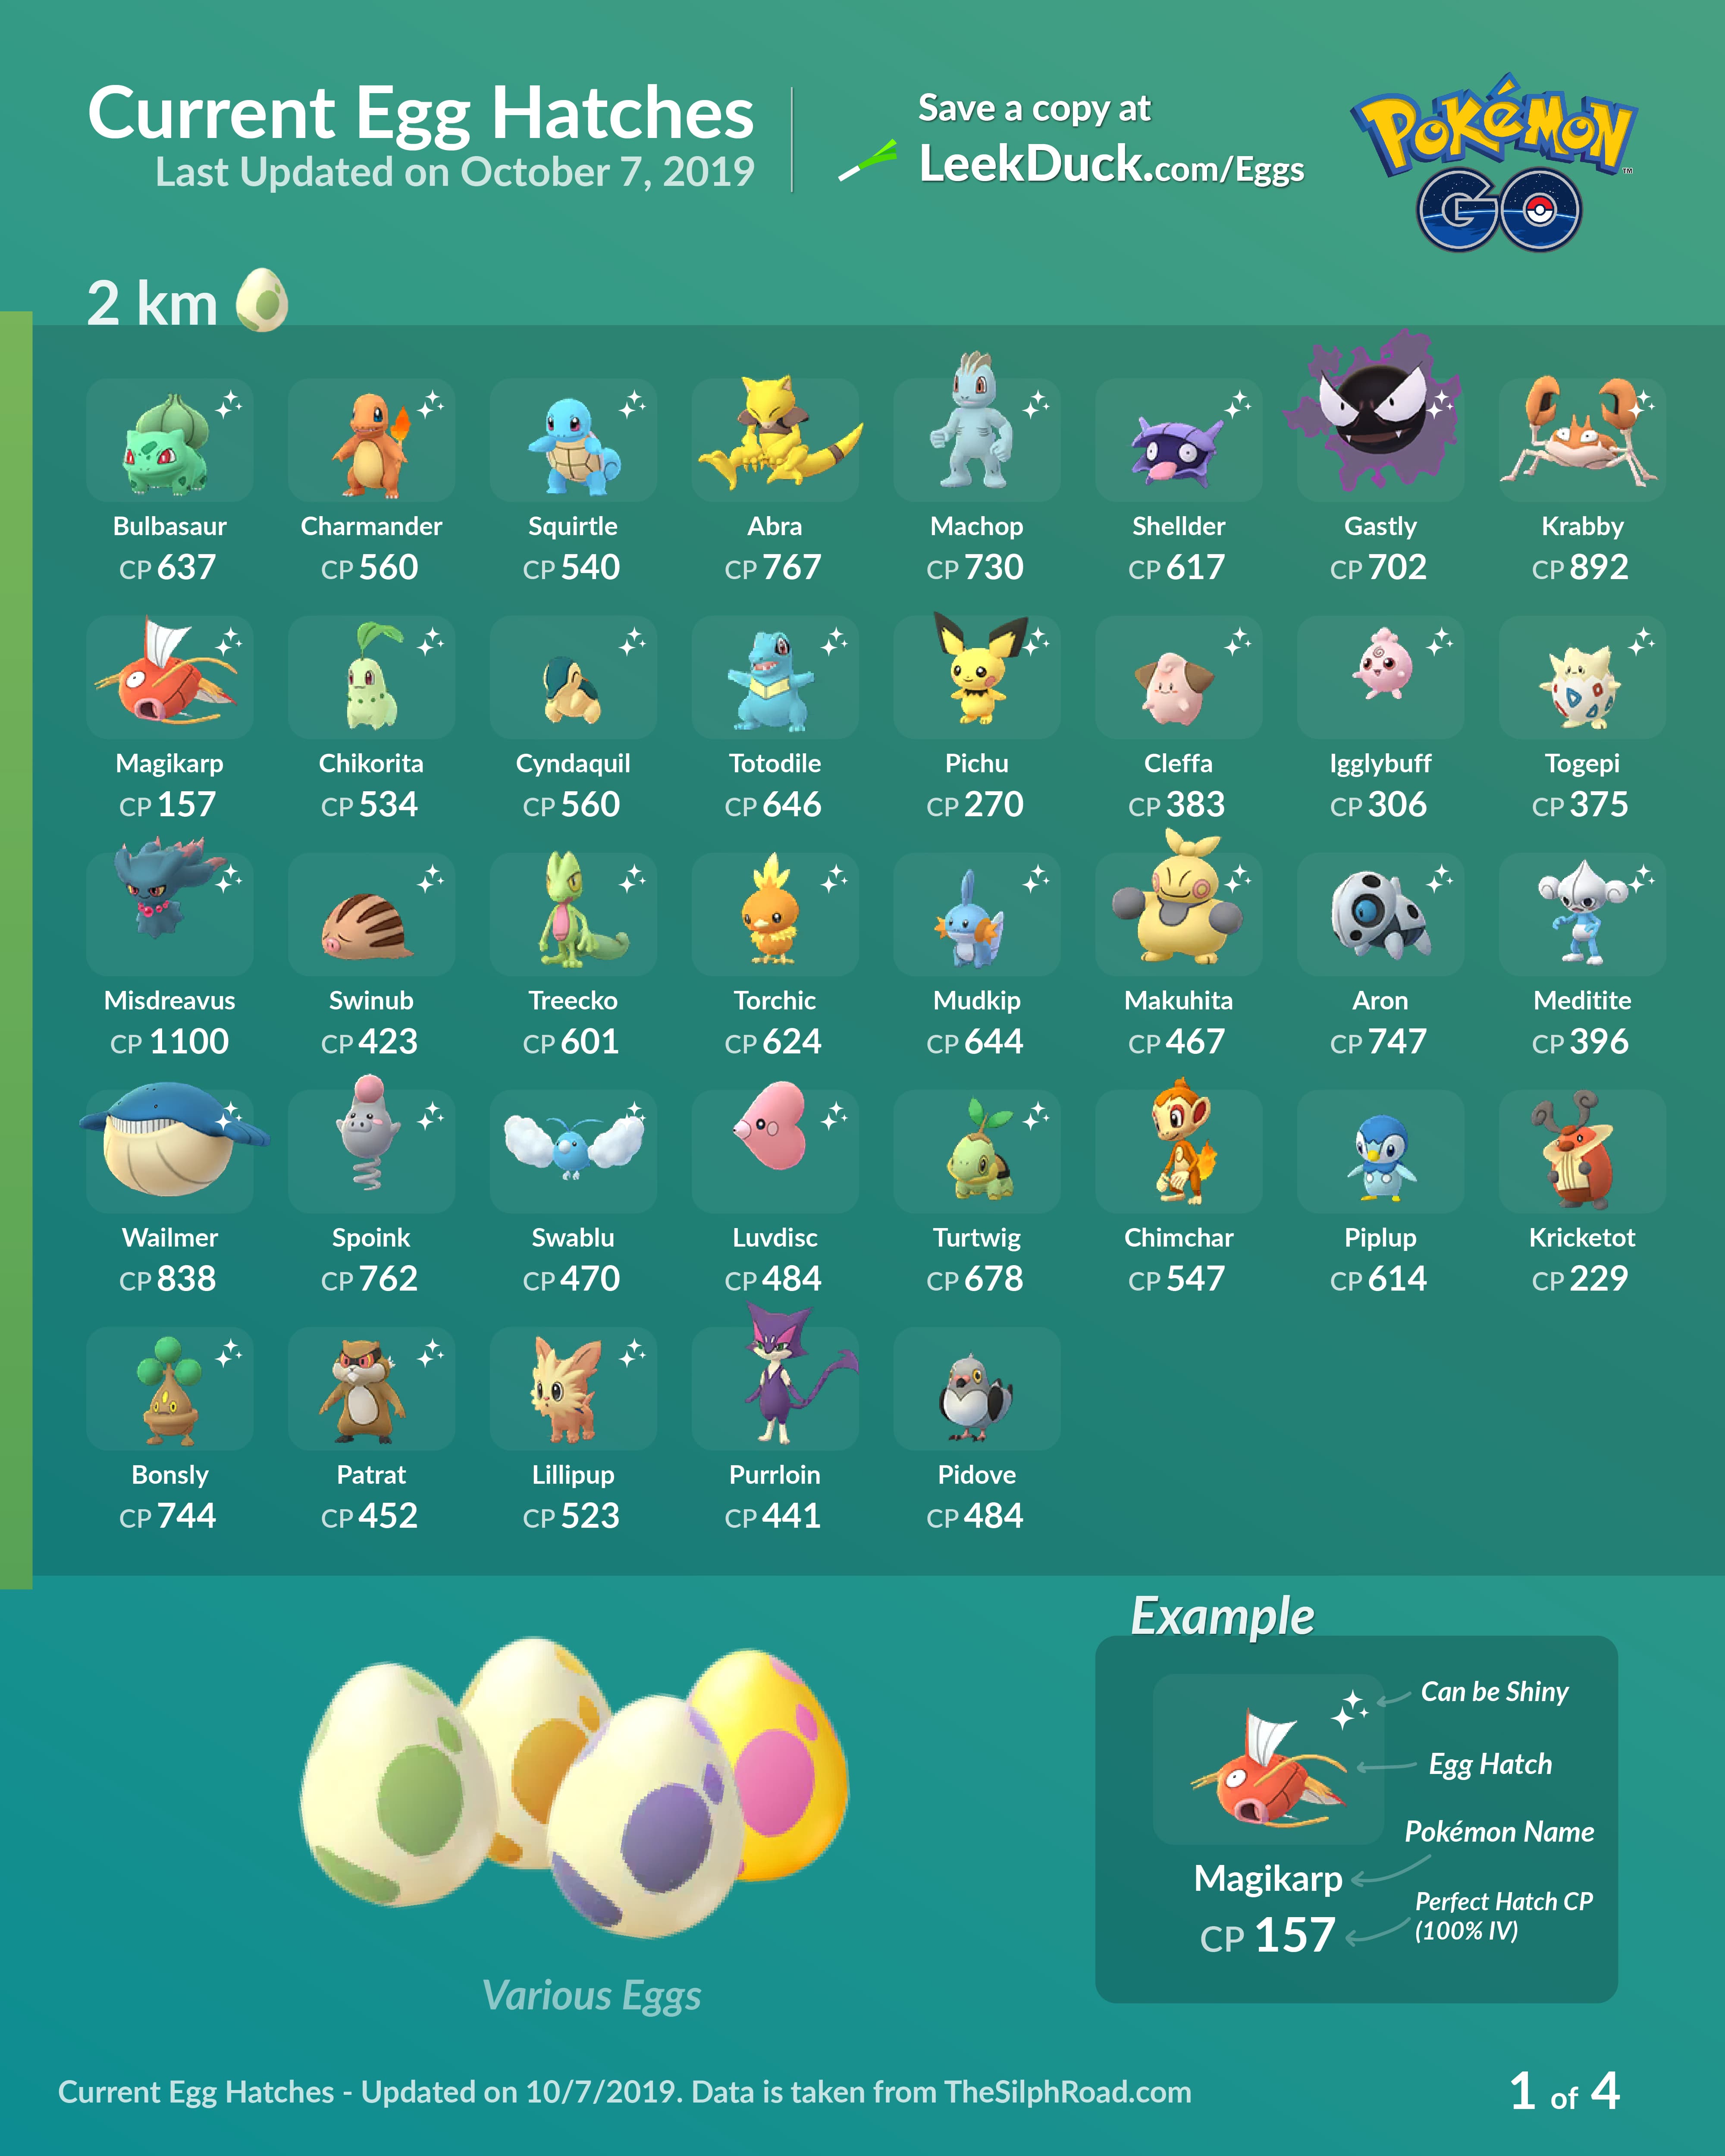 Current Egg Hatches
Last Updated on October 7, 2019
Save a copy at
LeekDuck.com/Eggs
POKÉMON
TM
GO
2 km
Bulbasaur Charmander Squirtle Abra Machop Shellder Gastly Krabby
CP 637 CP 560 CP 540 CP 767 CP 730 CP 617 CP 702 CP 892
Magikarp Chikorita Cyndaquil Totodile Pichu Cleffa Igglybuff Togepi
CP 157 CP 534 CP 560 CP 646 CP 270 CP 383 CP 306 CP 375
Misdreavus Swinub Treecko Torchic Mudkip Makuhita Aron Meditite
CP 1100 CP 423 CP 601 CP 624 CP 644 CP 467 CP 747 CP 396
Wailmer Spoink Swablu Luvdisc Turtwig Chimchar Piplup Kricketot
CP 838 CP 762 CP 470 CP 484 CP 678 CP 547 CP 614 CP 229
Bonsly Patrat Lillipup Purrloin Pidove
CP 744 CP 452 CP 523 CP 441 CP 484
Various Eggs
Example
Can be Shiny
Egg Hatch
Pokémon Name
Magikarp
Perfect Hatch CP
(100% IV)
CP 157
Current Egg Hatches - Updated on 10/7/2019. Data is taken from TheSilphRoad.com
1 of 4